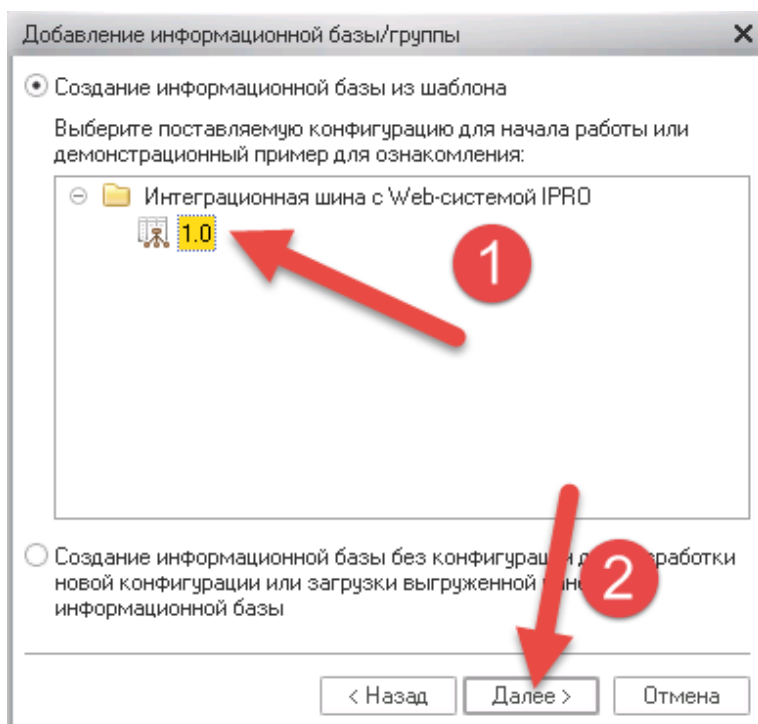 Добавление информационной базы/группы
Создание информационной базы из шаблона
Выберите поставляемую конфигурацию для начала работы или
демонстрационный пример для ознакомления:
Интеграционная шина с Web-системой IPRO
1.0
1
Создание информационной базы без конфигурации
новой конфигурации или загрузки выгруженной
2
информационной базы
< Назад
Далее >
Отмена